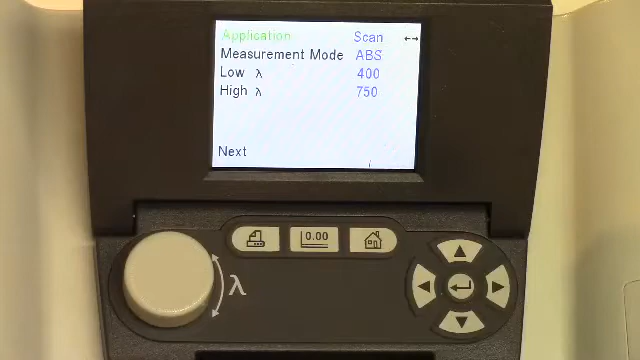 Application Scan ↔
Measurement Mode ABS
Low λ 400
High λ 750
Next
0.00
λ